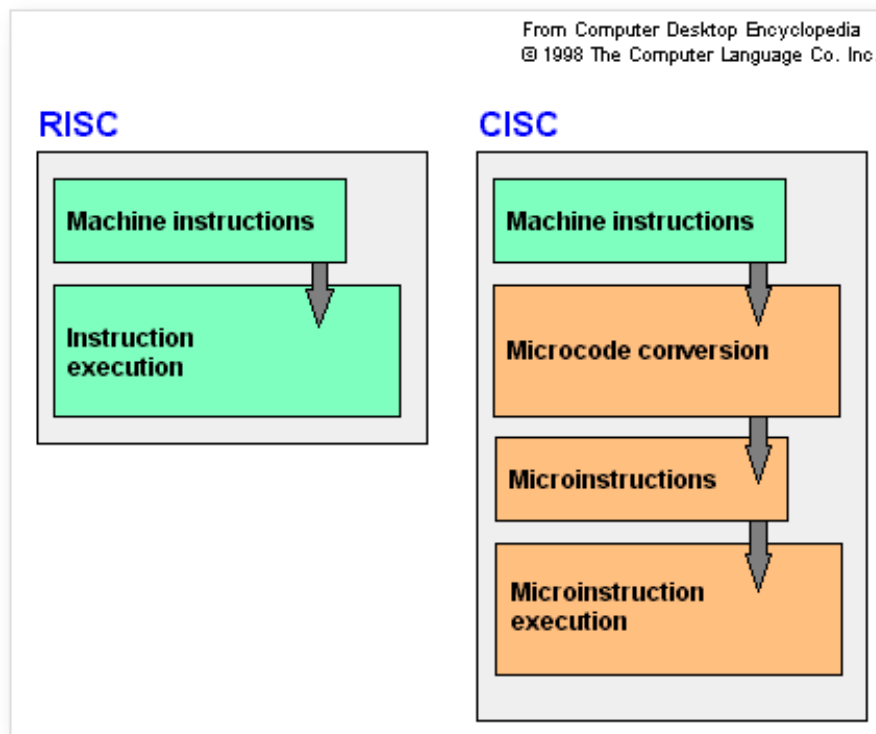 From Computer Desktop Encyclopedia
© 1998 The Computer Language Co. Inc.
RISC
Machine instructions
Instruction
execution
CISC
Machine instructions
Microcode conversion
Microinstructions
Microinstruction
execution